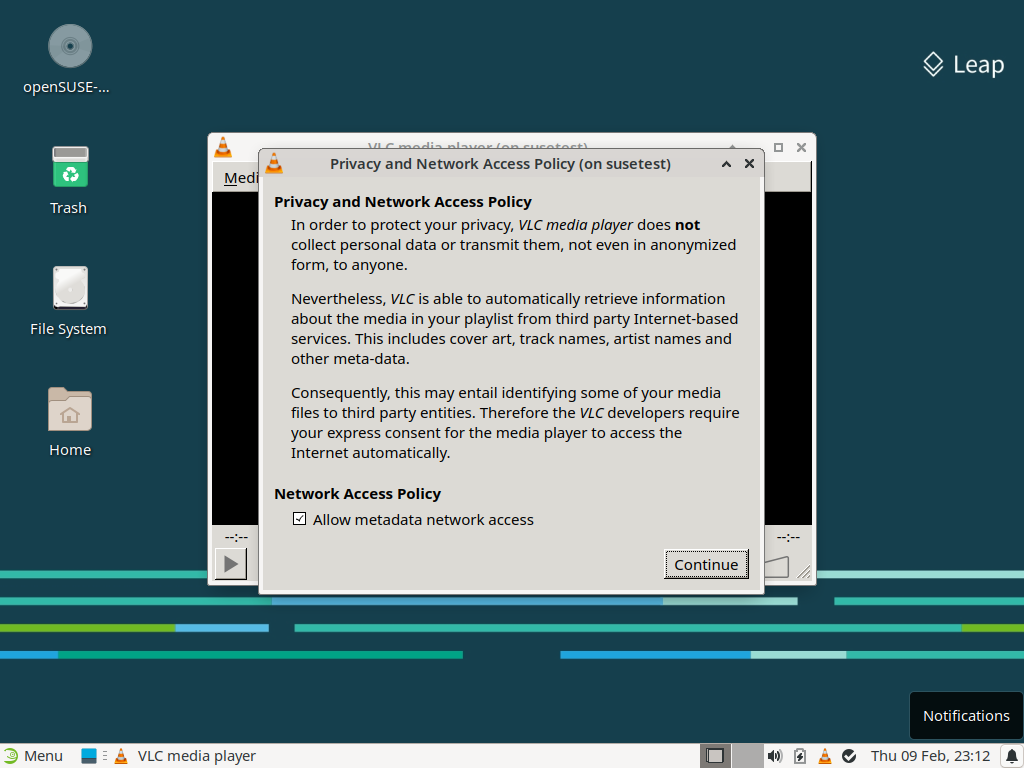 openSUSE-...
Leap
Trash
File System
Home
VLC media player (on susetest)
Medi
Privacy and Network Access Policy (on susetest)
Privacy and Network Access Policy
In order to protect your privacy, VLC media player does not
collect personal data or transmit them, not even in anonymized
form, to anyone.
Nevertheless, VLC is able to automatically retrieve information
about the media in your playlist from third party Internet-based
services. This includes cover art, track names, artist names and
other meta-data.
Consequently, this may entail identifying some of your media
files to third party entities. Therefore the VLC developers require
your express consent for the media player to access the
Internet automatically.
Network Access Policy
Allow metadata network access
--:--
--:--
Continue
Notifications
Menu
VLC media player
Thu 09 Feb, 23:12